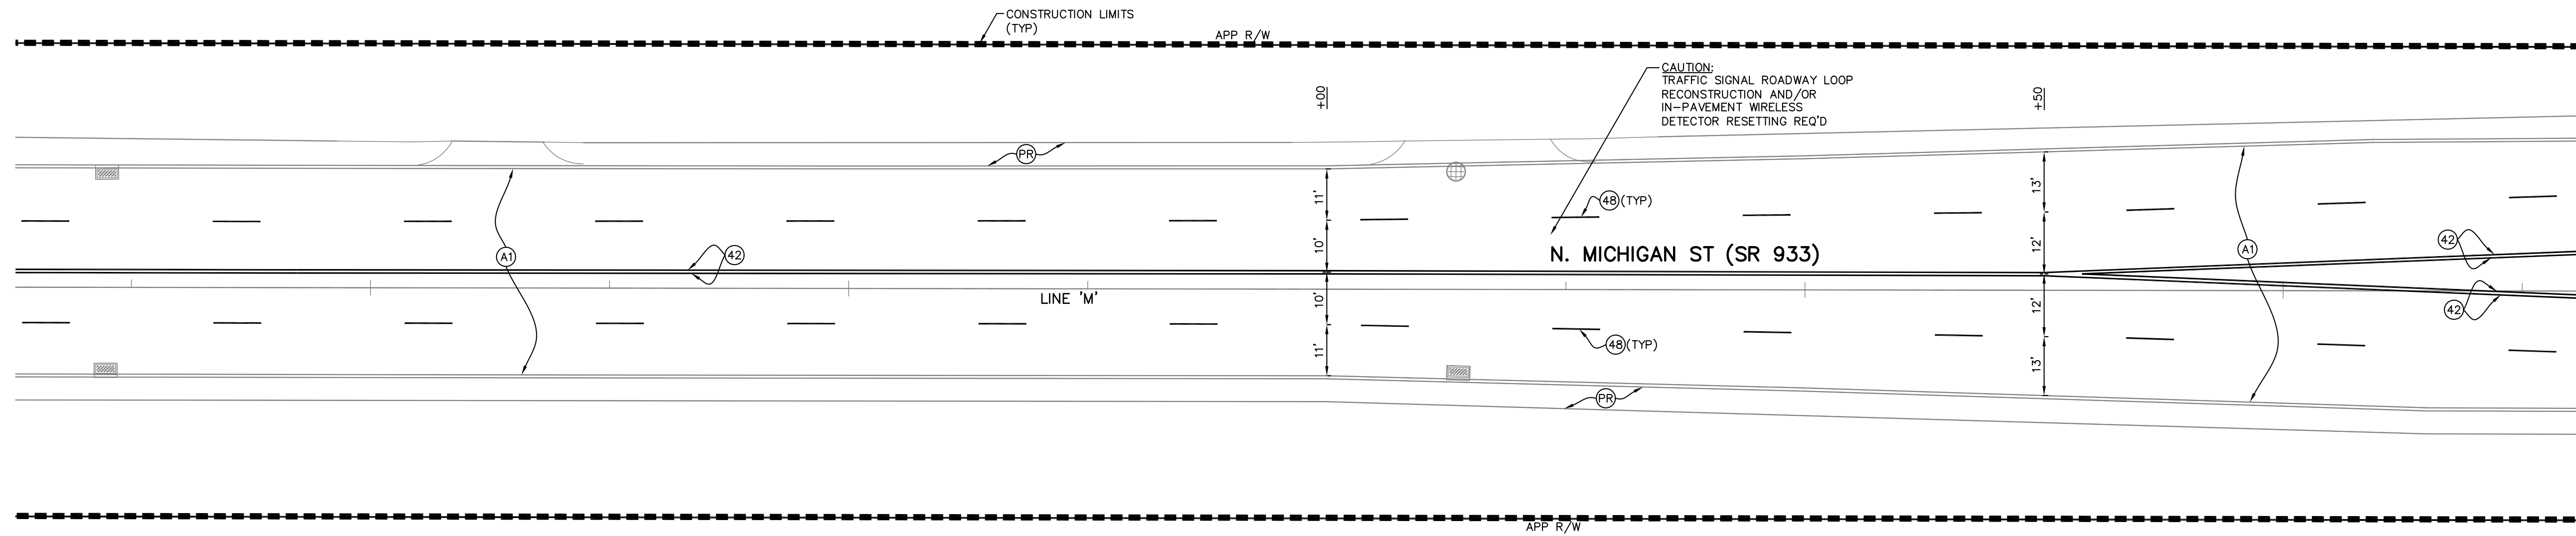 CONSTRUCTION LIMITS
(TYP)
APP R/W
CAUTION:
TRAFFIC SIGNAL ROADWAY LOOP
RECONSTRUCTION AND/OR
IN-PAVEMENT WIRELESS
DETECTOR RESETTING REQ'D
+00
+50
PR
11'
13'
48 (TYP)
A1
42
10'
12'
N. MICHIGAN ST (SR 933)
A1
42
LINE 'M'
10'
12'
42
11'
13'
48 (TYP)
PR
APP R/W